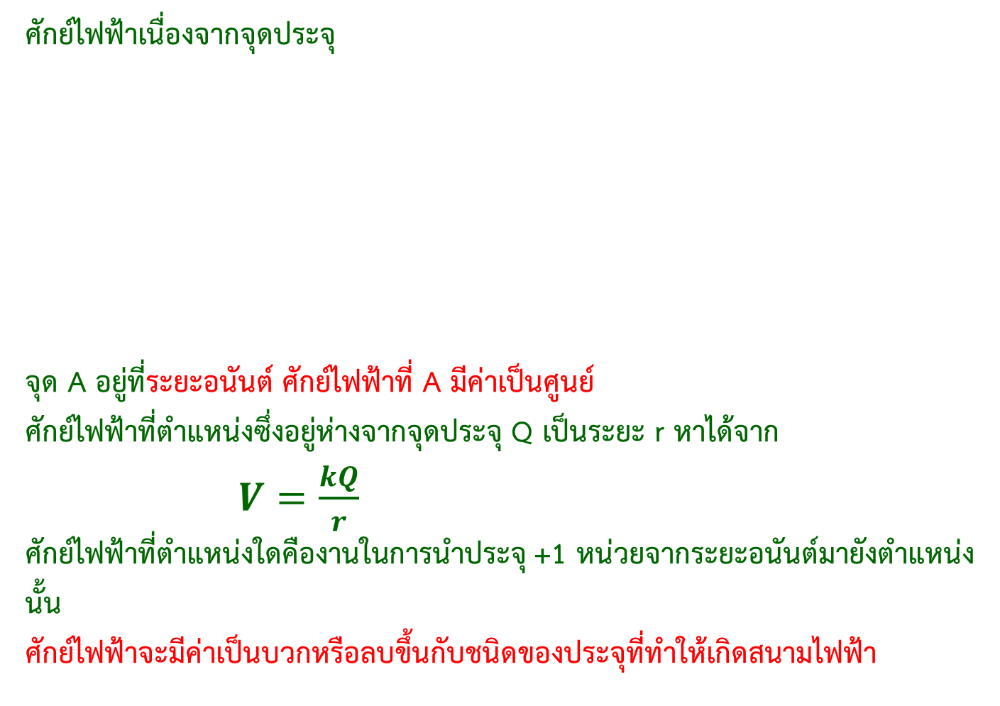 ศักย์ไฟฟ้าเนื่องจากจุดประจุ
จุด A อยู่ที่ระยะอนันต์ ศักย์ไฟฟ้าที่ A มีค่าเป็นศูนย์
ศักย์ไฟฟ้าที่ตำแหน่งซึ่งอยู่ห่างจากจุดประจุ Q เป็นระยะ r หาได้จาก
V = kQ/r
ศักย์ไฟฟ้าที่ตำแหน่งใดคืองานในการนำประจุ +1 หน่วยจากระยะอนันต์มายังตำแหน่ง
นั้น
ศักย์ไฟฟ้าจะมีค่าเป็นบวกหรือลบขึ้นกับชนิดของประจุที่ทำให้เกิดสนามไฟฟ้า